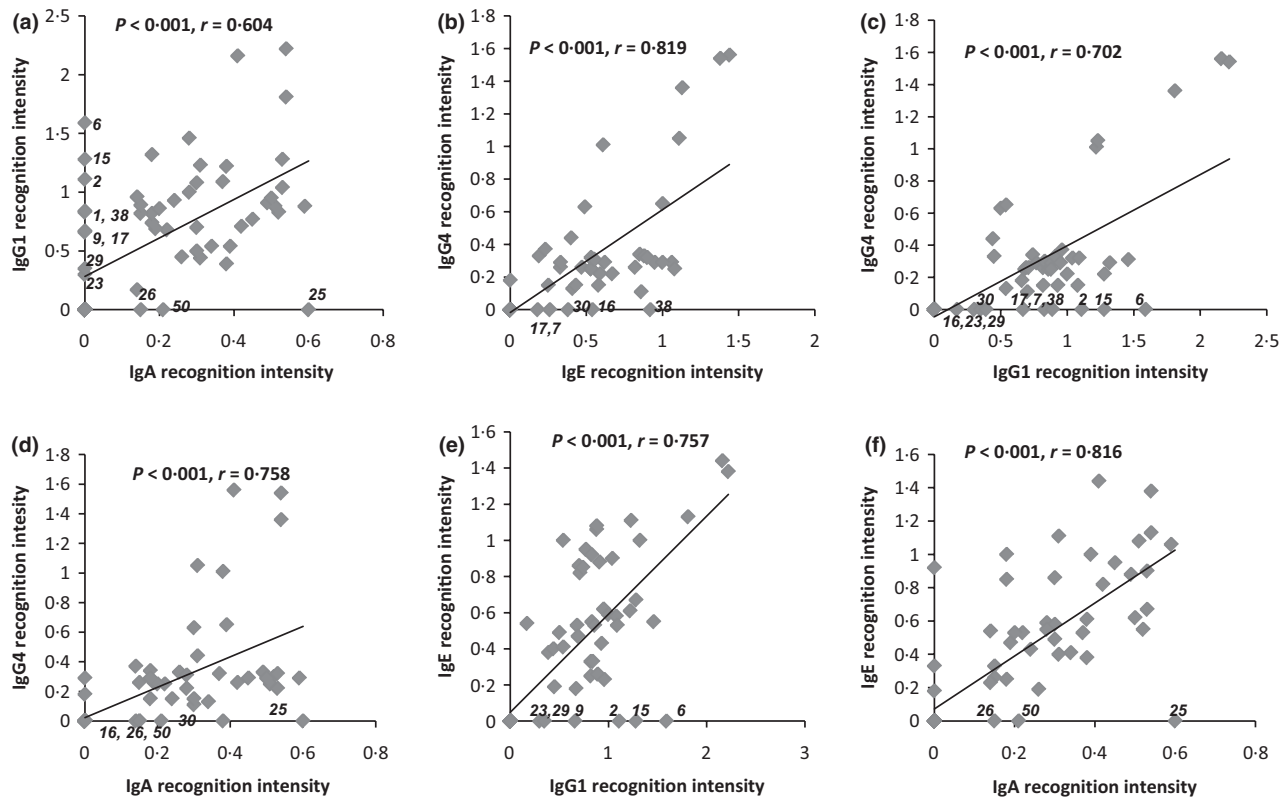 (a)
P < 0·001, r = 0·604
2·5
2
1·5
1
0·5
0
IgG1 recognition intensity
6
15
2
1, 38
9, 17
29
23
26
50
25
0 0·2 0·4 0·6 0·8
IgA recognition intensity
(b)
P < 0·001, r = 0·819
1·8
1·6
1·4
1·2
1
0·8
0·6
0·4
0·2
0
IgG4 recognition intensity
30 16 38
17,7
0 0·5 1 1·5 2
IgE recognition intensity
(c)
P < 0·001, r = 0·702
1·8
1·6
1·4
1·2
1
0·8
0·6
0·4
0·2
0
IgG4 recognition intensity
30 17,7,38 2 15 6
16,23,29
0 0·5 1 1·5 2 2·5
IgG1 recognition intensity
(d)
P < 0·001, r = 0·758
1·8
1·6
1·4
1·2
1
0·8
0·6
0·4
0·2
0
IgG4 recognition intesity
25
30
16, 26, 50
0 0·2 0·4 0·6 0·8
IgA recognition intensity
(e)
P < 0·001, r = 0·757
1·6
1·4
1·2
1
0·8
0·6
0·4
0·2
0
IgE recognition intensity
23,29 9 2 15 6
0 1 2 3
IgG1 recognition intensity
(f)
P < 0·001, r = 0·816
1·6
1·4
1·2
1
0·8
0·6
0·4
0·2
0
IgE recognition intensity
26 50 25
0 0·2 0·4 0·6 0·8
IgA recognition intensity